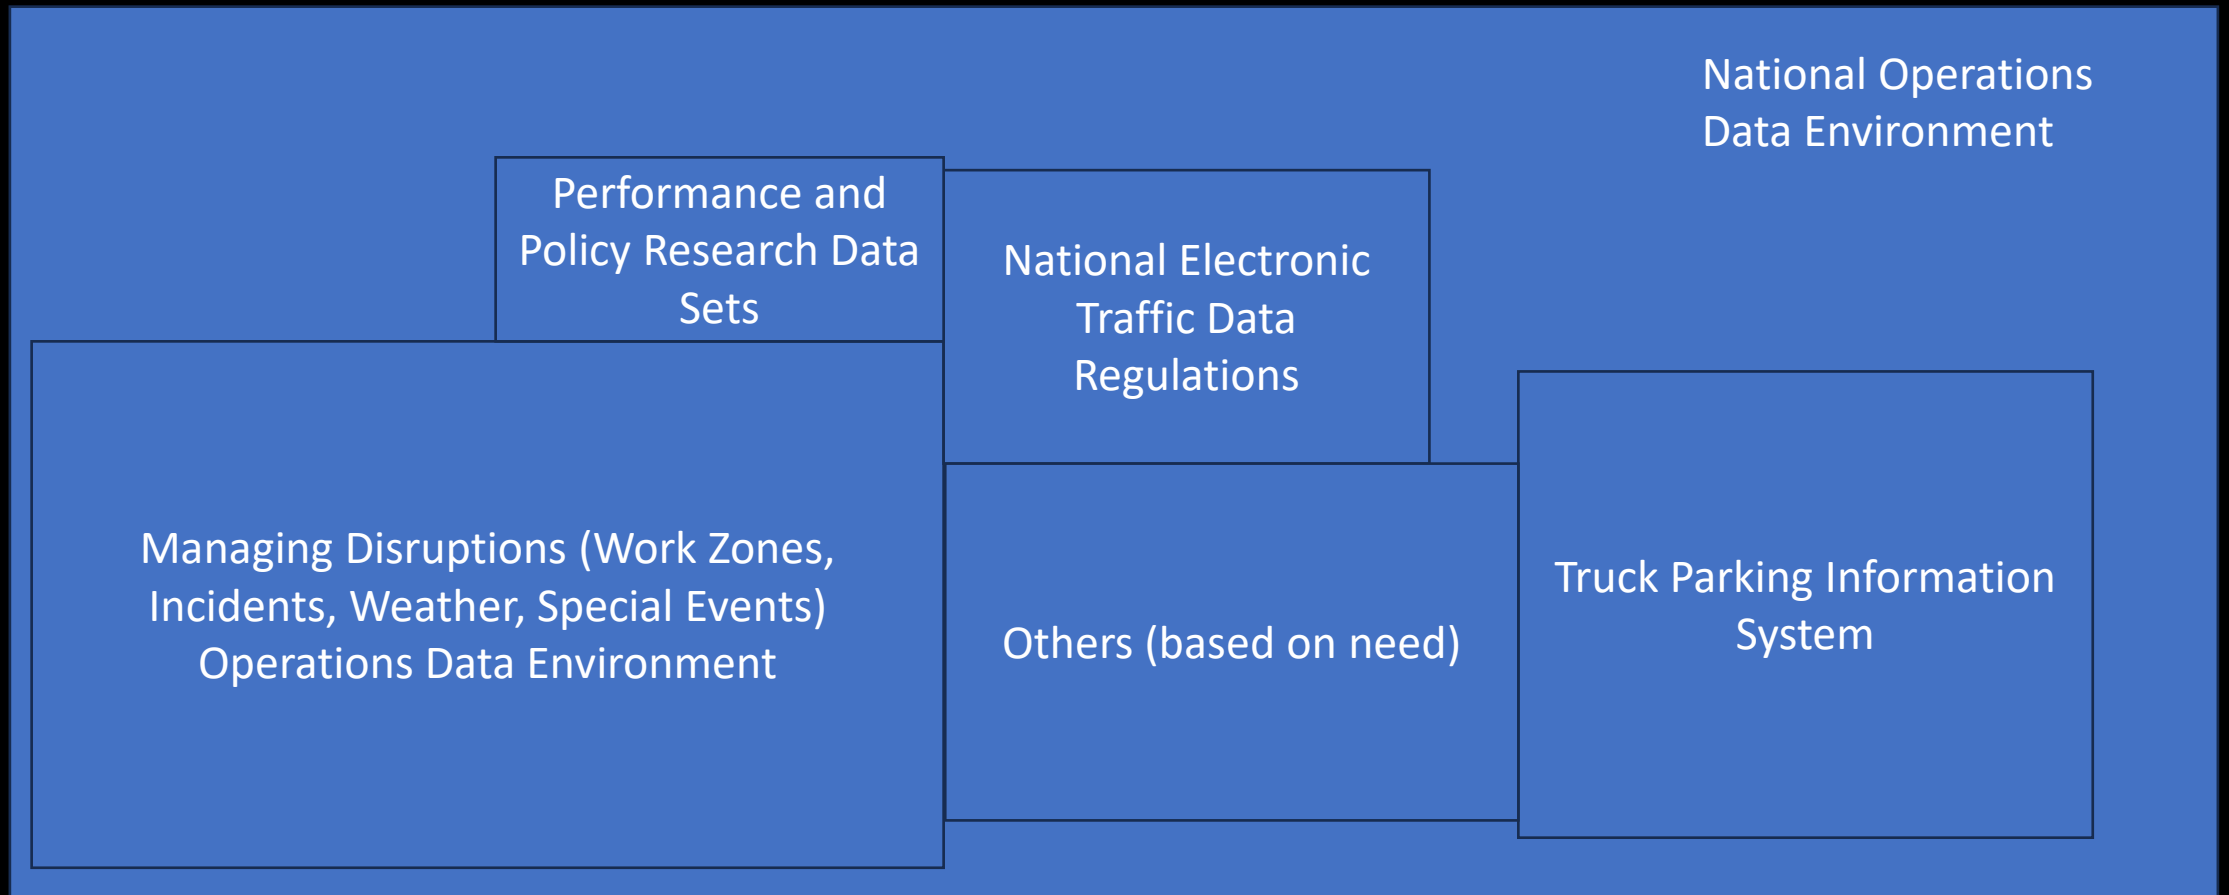 National Operations
Data Environment
Performance and
Policy Research Data
Sets
National Electronic
Traffic Data
Regulations
Managing Disruptions (Work Zones,
Incidents, Weather, Special Events)
Operations Data Environment
Others (based on need)
Truck Parking Information
System